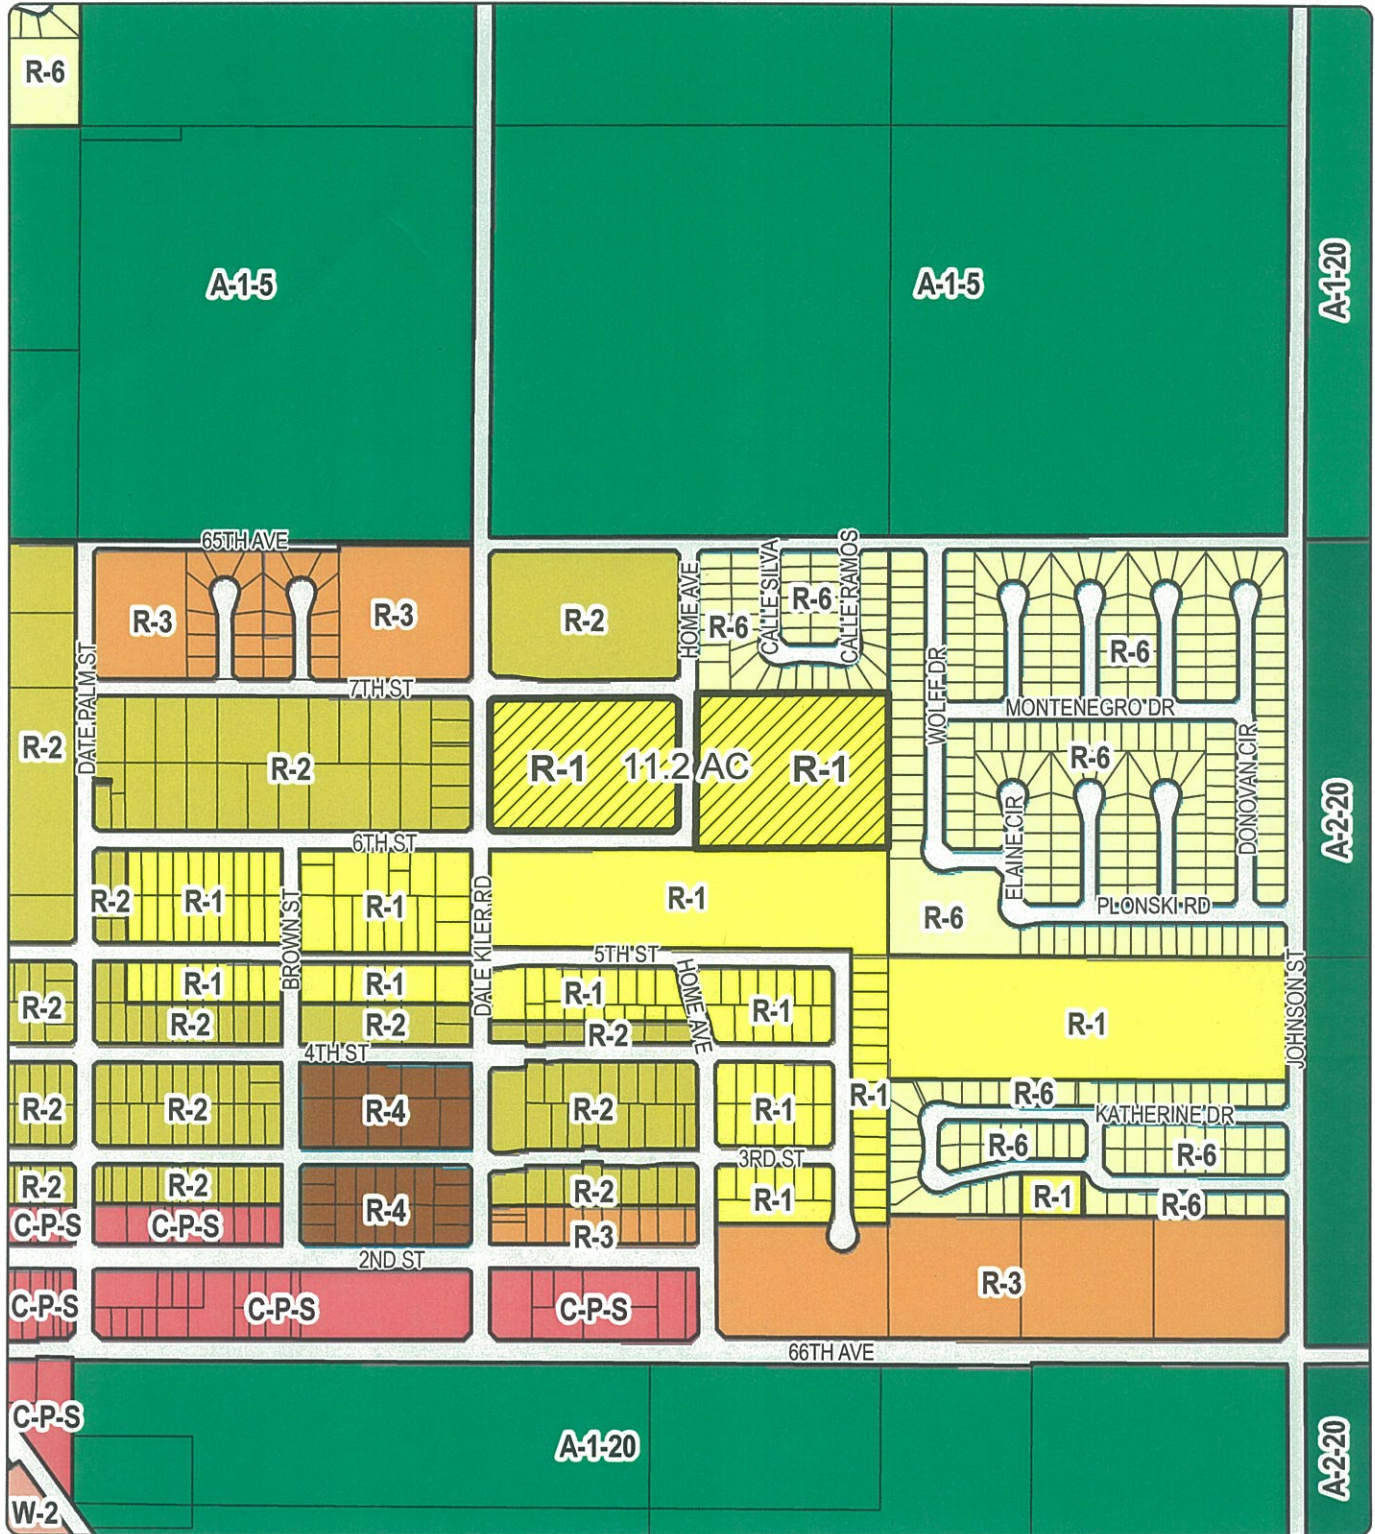 R-6
A-1-5
A-1-5
A-1-20
65TH AVE
R-3
R-3
7TH ST
R-2
HOME AVE
R-6
CALLE SILVA
R-6
CALLE RAMOS
WOLFF DR
R-6
MONTENEGRO DR
R-6
ELAINE CIR
DONOVAN CIR
PLONSKI RD
R-6
A-2-20
R-2
DATE PALM ST
R-2
R-1
11.2 AC
R-1
6TH ST
R-2
R-1
BROWN ST
R-1
DALE KILER RD
R-1
5TH ST
HOME AVE
R-2
R-1
R-2
R-1
R-2
R-1
R-2
R-1
R-1
JOHNSON ST
4TH ST
R-2
R-2
R-4
R-2
R-1
R-1
R-6
KATHERINE DR
R-6
R-6
3RD ST
R-2
R-2
R-4
R-2
R-1
R-1
R-6
C-P-S
C-P-S
R-3
2ND ST
R-3
C-P-S
C-P-S
C-P-S
66TH AVE
C-P-S
A-1-20
A-2-20
W-2